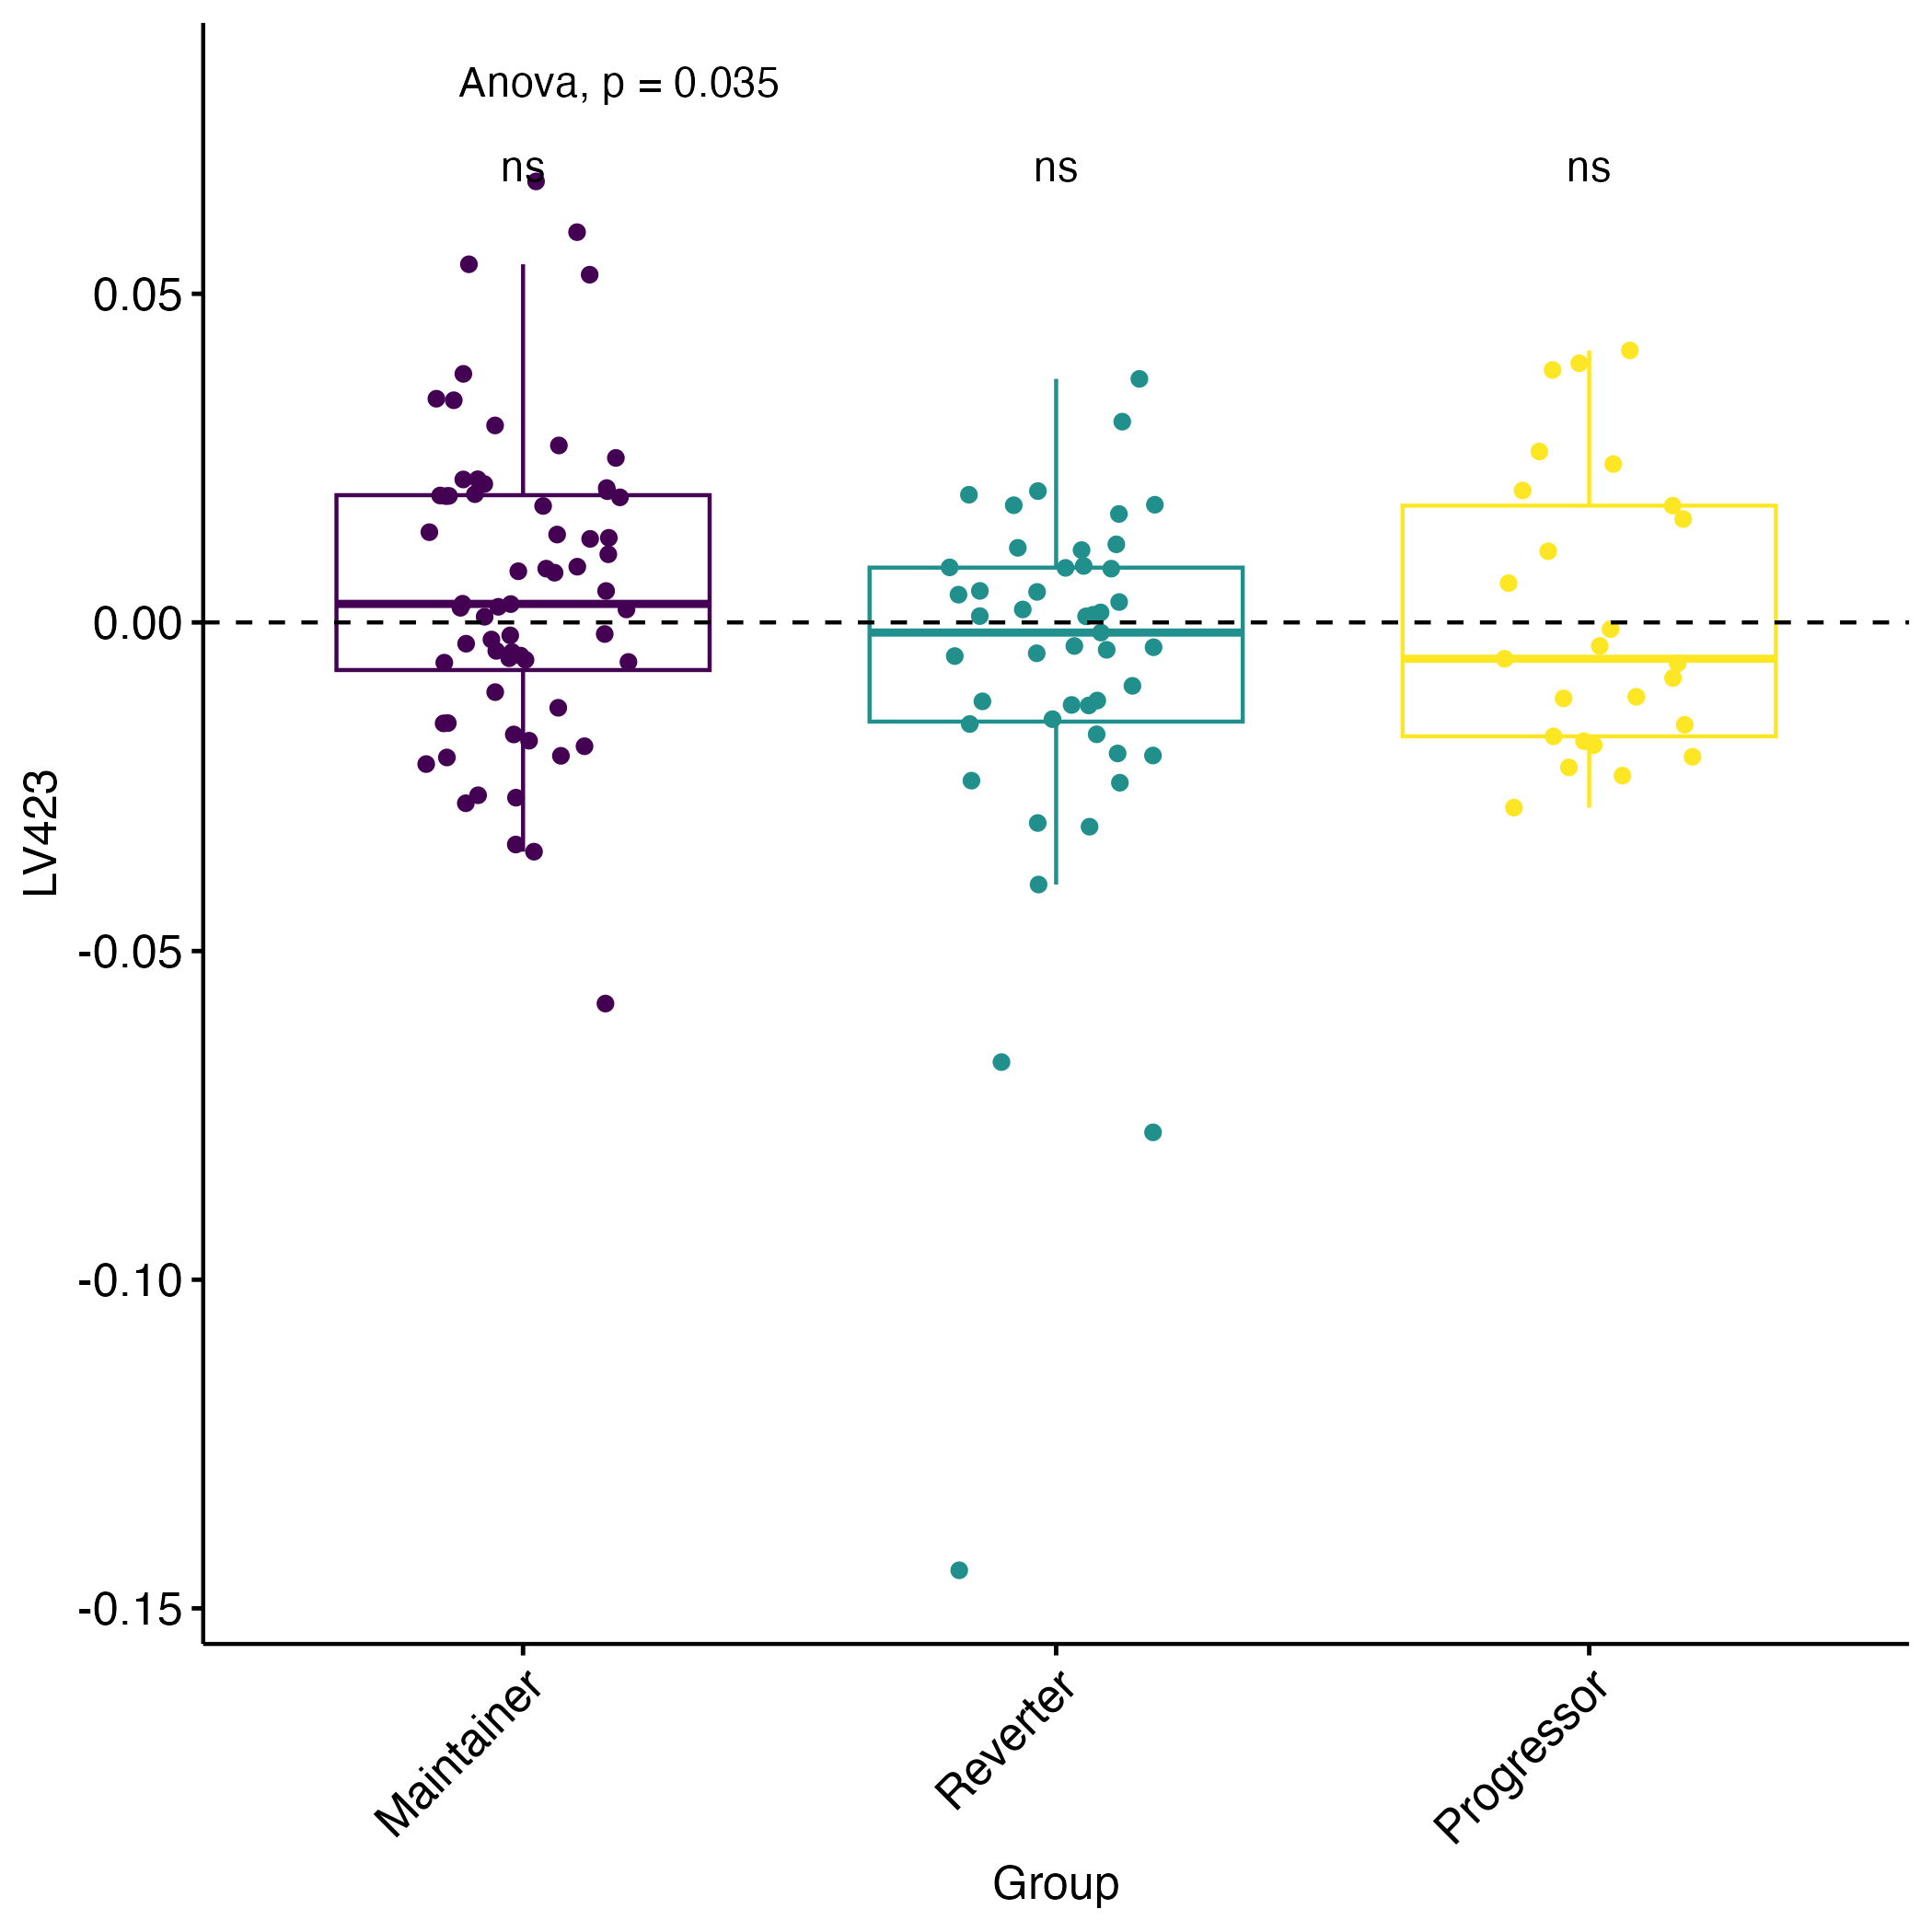 Anova, p = 0.035
ns ns ns
0.05
0.00
-0.05
-0.10
-0.15
LV423
Maintainer Reverter Progressor
Group